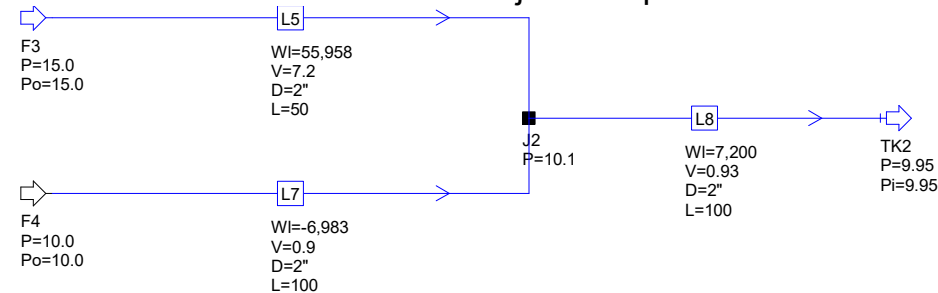 L5
F3
P=15.0
Po=15.0
Wl=55,958
V=7.2
D=2"
L=50
L8
J2
P=10.1
Wl=7,200
V=0.93
D=2"
L=100
TK2
P=9.95
Pi=9.95
L7
F4
P=10.0
Po=10.0
Wl=-6,983
V=0.9
D=2"
L=100